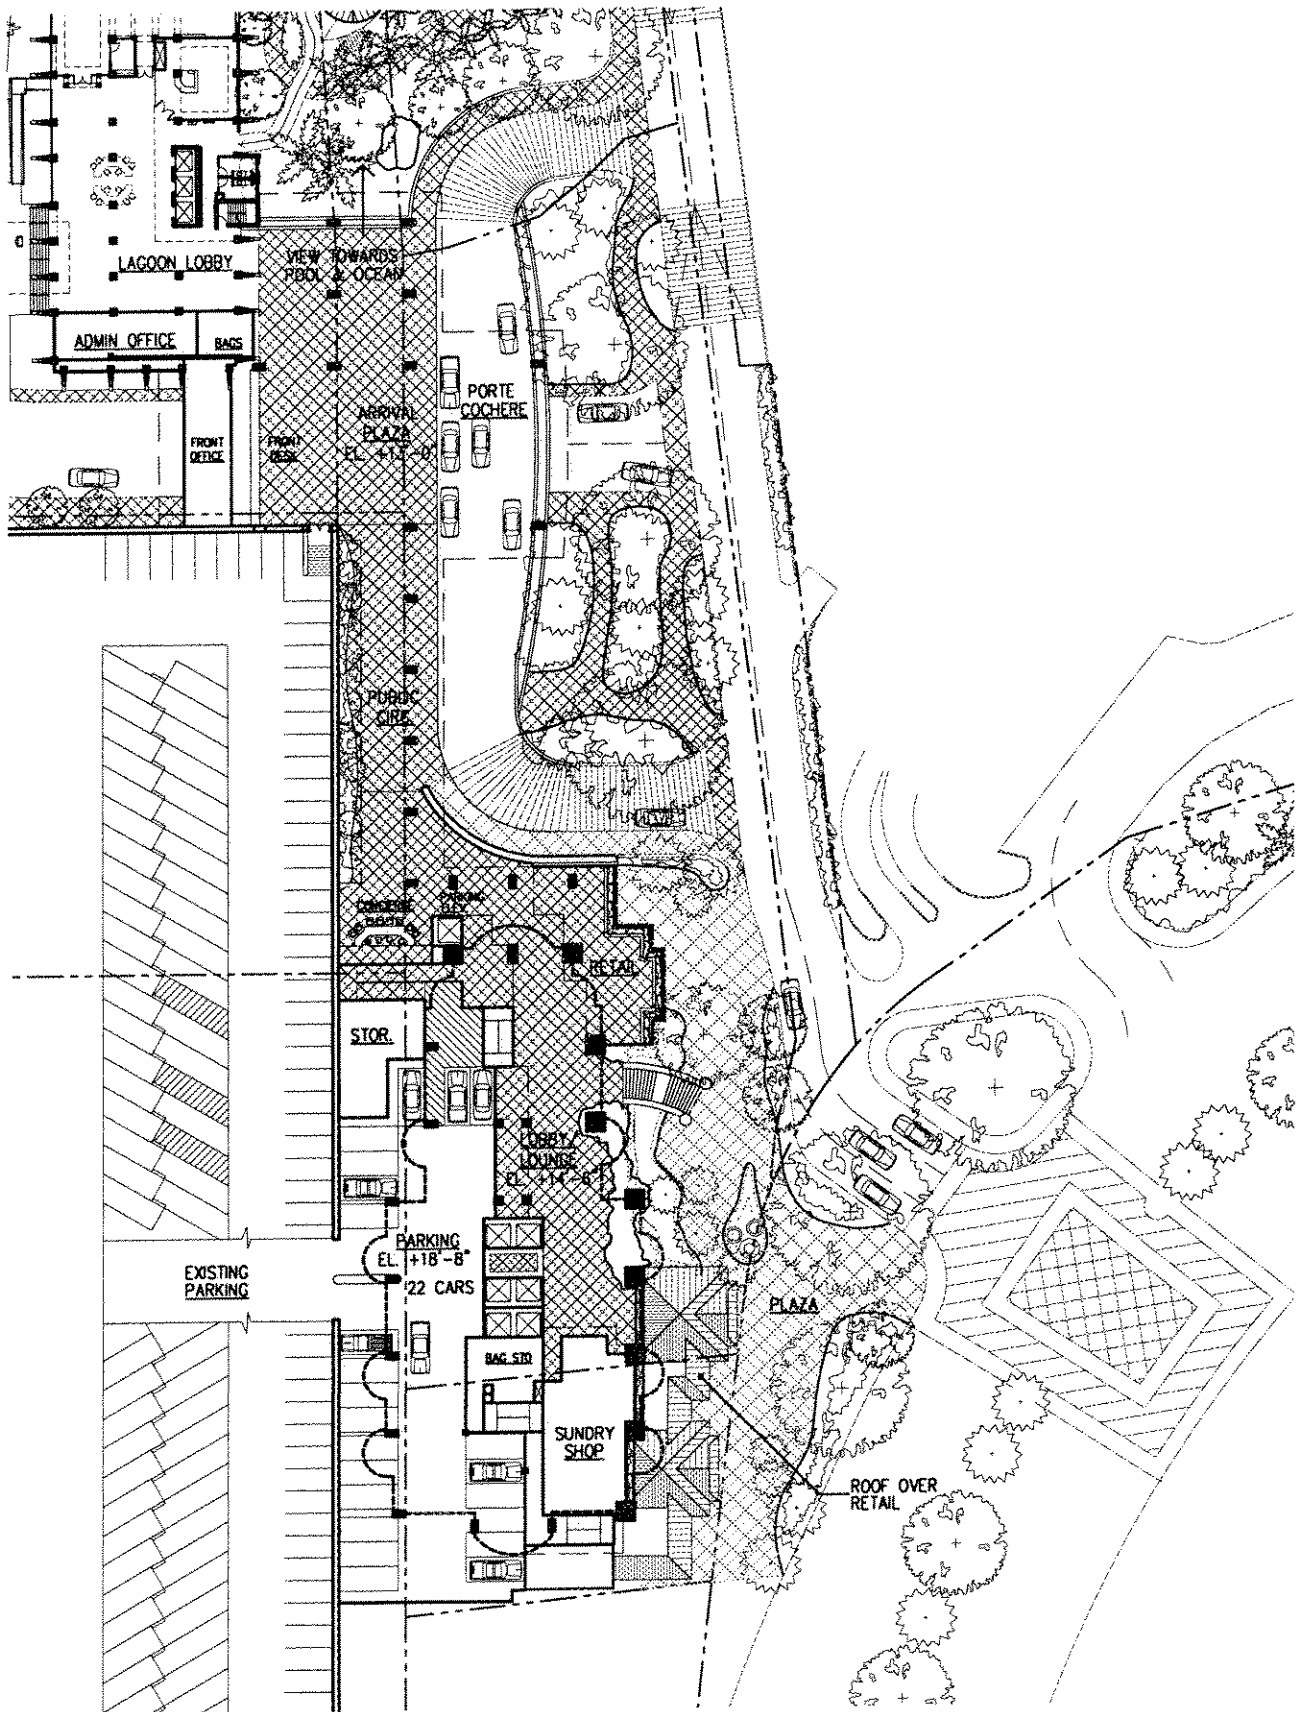 VIEW TOWARDS
POOL & OCEAN
LAGOON LOBBY
ADMIN OFFICE
BAGS
PORTE
COCHERE
ARRIVAL
PLAZA
FRONT
OFFICE
FRONT
DESK
PUBLIC
CIRC.
CONCIERGE
PARKING
ELEV.
RETAIL
STOR.
LOBBY/
LOUNGE
PARKING
EL. +18'-8"
22 CARS
EXISTING
PARKING
PLAZA
BAG STO
SUNDRY
SHOP
ROOF OVER
RETAIL